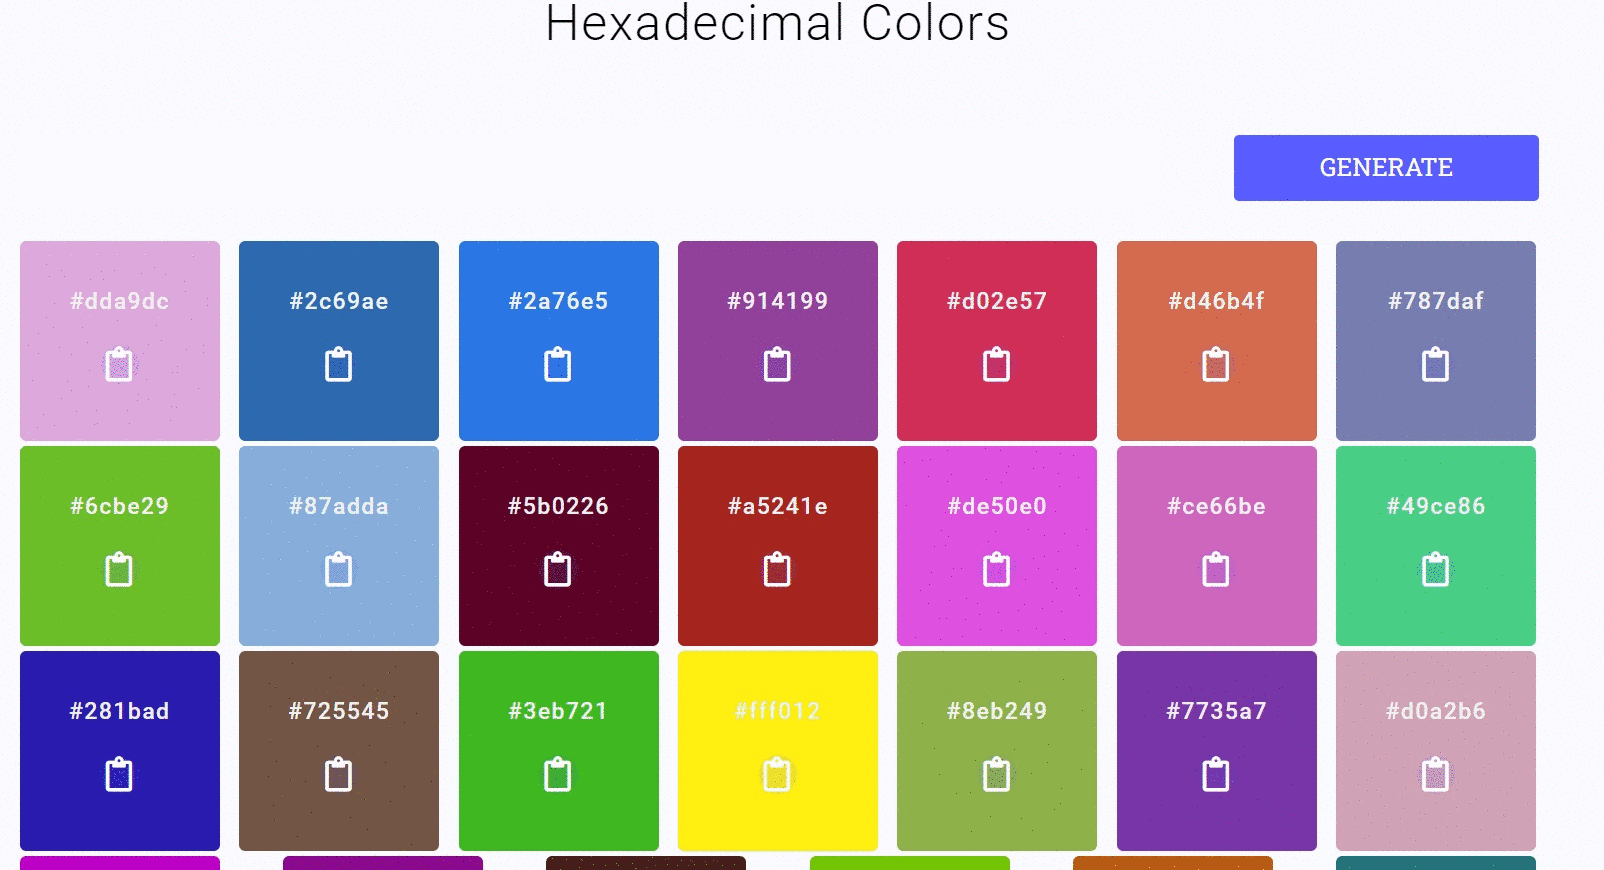 Hexadecimal Colors
GENERATE
#dda9dc #2c69ae #2a76e5 #914199 #d02e57 #d46b4f #787daf
#6cbe29 #87adda #5b0226 #a5241e #de50e0 #ce66be #49ce86
#281bad #725545 #3eb721 #fff012 #8eb249 #7735a7 #d0a2b6